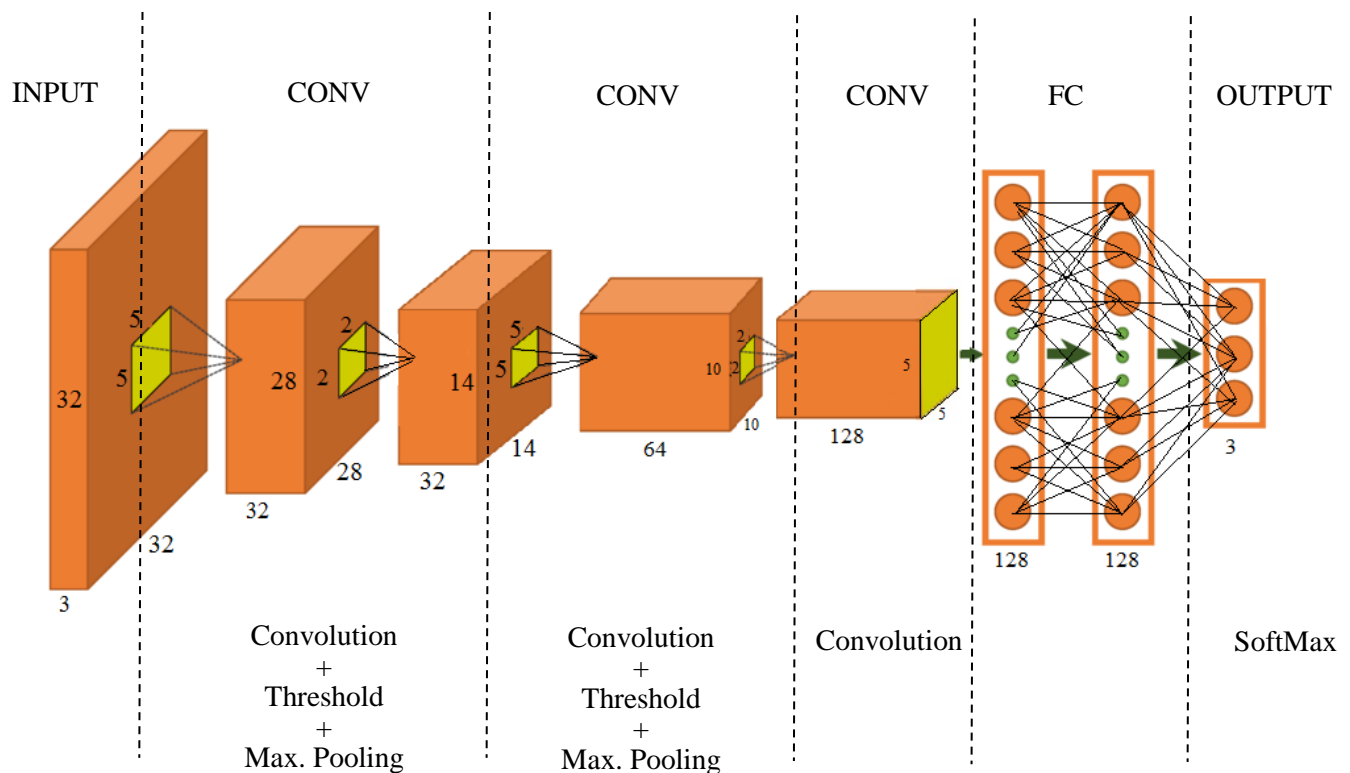 INPUT
CONV
CONV
CONV
FC
OUTPUT
5
5
32
32
3
2
2
28
28
32
5
5
14
14
32
2
2
10
10
64
5
5
128
128
128
3
Convolution
+
Threshold
+
Max. Pooling
Convolution
+
Threshold
+
Max. Pooling
Convolution
SoftMax